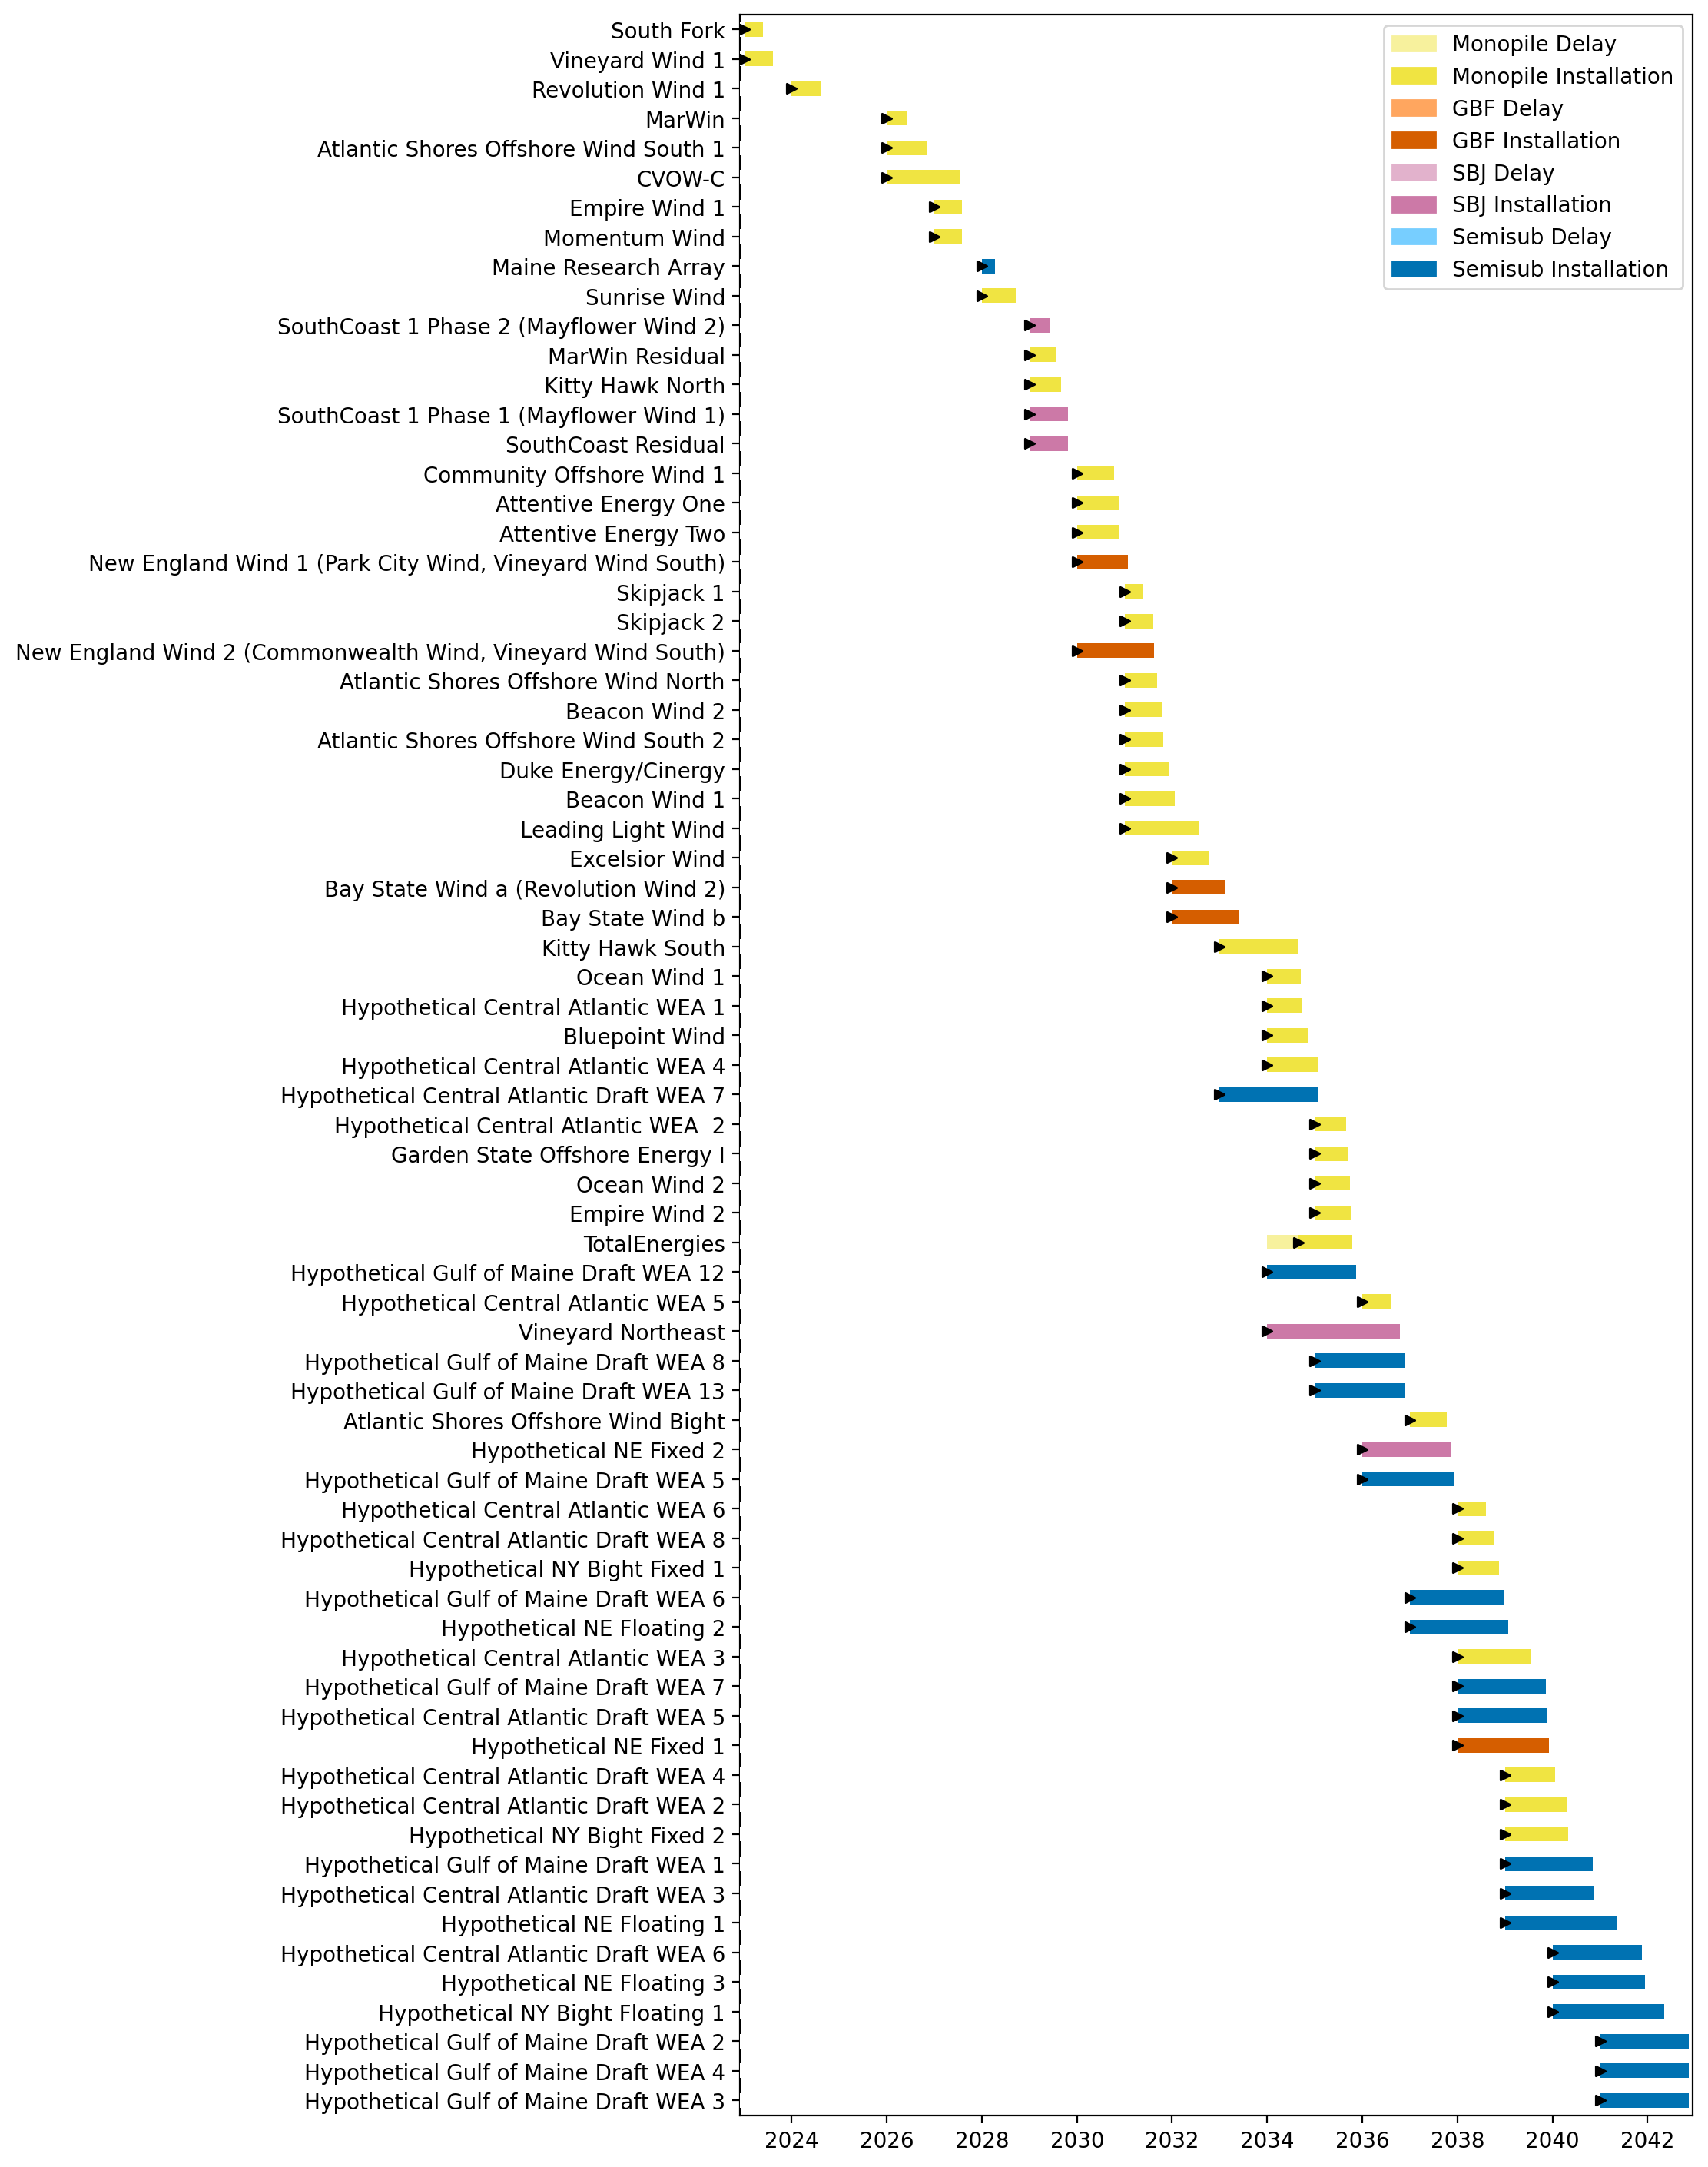 South Fork
Vineyard Wind 1
Revolution Wind 1
MarWin
Atlantic Shores Offshore Wind South 1
CVOW-C
Empire Wind 1
Momentum Wind
Maine Research Array
Sunrise Wind
SouthCoast 1 Phase 2 (Mayflower Wind 2)
MarWin Residual
Kitty Hawk North
SouthCoast 1 Phase 1 (Mayflower Wind 1)
SouthCoast Residual
Community Offshore Wind 1
Attentive Energy One
Attentive Energy Two
New England Wind 1 (Park City Wind, Vineyard Wind South)
Skipjack 1
Skipjack 2
New England Wind 2 (Commonwealth Wind, Vineyard Wind South)
Atlantic Shores Offshore Wind North
Beacon Wind 2
Atlantic Shores Offshore Wind South 2
Duke Energy/Cinergy
Beacon Wind 1
Leading Light Wind
Excelsior Wind
Bay State Wind a (Revolution Wind 2)
Bay State Wind b
Kitty Hawk South
Ocean Wind 1
Hypothetical Central Atlantic WEA 1
Bluepoint Wind
Hypothetical Central Atlantic WEA 4
Hypothetical Central Atlantic Draft WEA 7
Hypothetical Central Atlantic WEA  2
Garden State Offshore Energy I
Ocean Wind 2
Empire Wind 2
TotalEnergies
Hypothetical Gulf of Maine Draft WEA 12
Hypothetical Central Atlantic WEA 5
Vineyard Northeast
Hypothetical Gulf of Maine Draft WEA 8
Hypothetical Gulf of Maine Draft WEA 13
Atlantic Shores Offshore Wind Bight
Hypothetical NE Fixed 2
Hypothetical Gulf of Maine Draft WEA 5
Hypothetical Central Atlantic WEA 6
Hypothetical Central Atlantic Draft WEA 8
Hypothetical NY Bight Fixed 1
Hypothetical Gulf of Maine Draft WEA 6
Hypothetical NE Floating 2
Hypothetical Central Atlantic WEA 3
Hypothetical Gulf of Maine Draft WEA 7
Hypothetical Central Atlantic Draft WEA 5
Hypothetical NE Fixed 1
Hypothetical Central Atlantic Draft WEA 4
Hypothetical Central Atlantic Draft WEA 2
Hypothetical NY Bight Fixed 2
Hypothetical Gulf of Maine Draft WEA 1
Hypothetical Central Atlantic Draft WEA 3
Hypothetical NE Floating 1
Hypothetical Central Atlantic Draft WEA 6
Hypothetical NE Floating 3
Hypothetical NY Bight Floating 1
Hypothetical Gulf of Maine Draft WEA 2
Hypothetical Gulf of Maine Draft WEA 4
Hypothetical Gulf of Maine Draft WEA 3
Monopile Delay
Monopile Installation
GBF Delay
GBF Installation
SBJ Delay
SBJ Installation
Semisub Delay
Semisub Installation
2024 2026 2028 2030 2032 2034 2036 2038 2040 2042